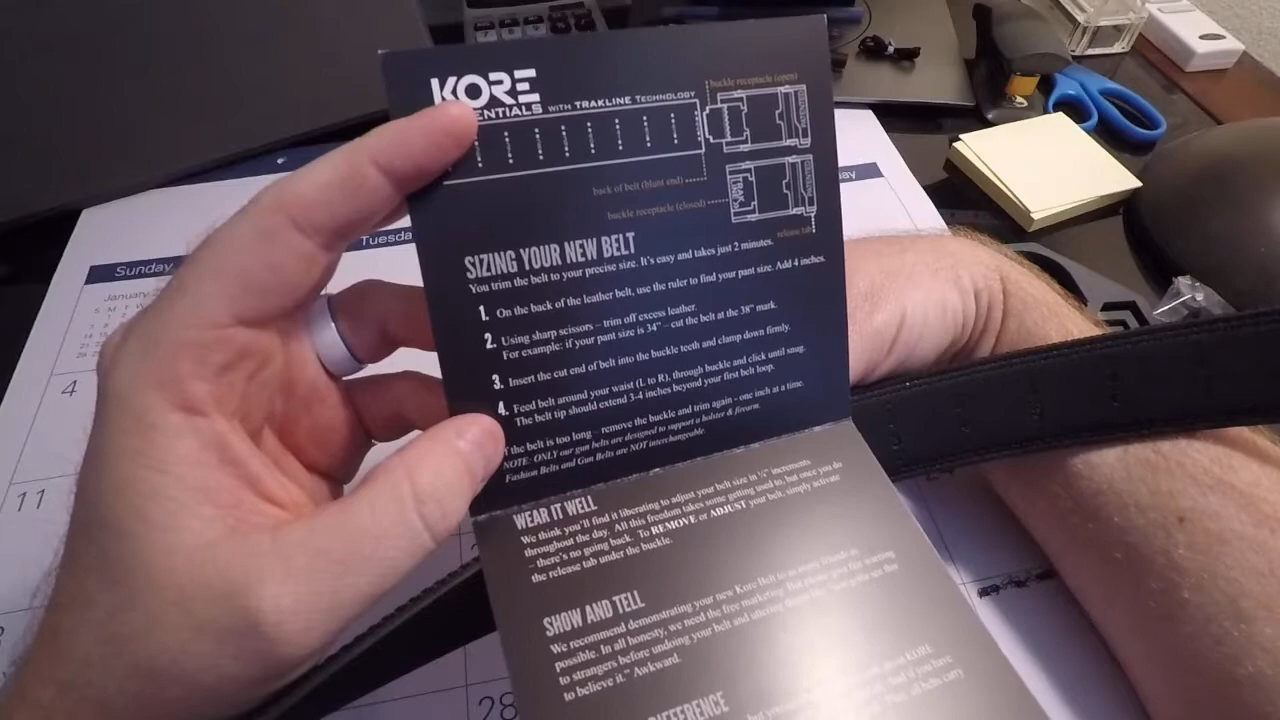 KORE
ENTIALS WITH TRAKLINE TECHNOLOGY
buckle receptacle (open)
PATENTED
back of belt (blunt end)
buckle receptacle (closed)
PATENTED
release tab
SIZING YOUR NEW BELT
You trim the belt to your precise size. It's easy and takes just 2 minutes.
1. On the back of the leather belt, use the ruler to find your pant size. Add 4 inches.
2. Using sharp scissors – trim off excess leather.
For example: if your pant size is 34" – cut the belt at the 38" mark.
3. Insert the cut end of belt into the buckle teeth and clamp down firmly.
4. Feed belt around your waist (L to R), through buckle and click until snug.
The belt tip should extend 3-4 inches beyond your first belt loop.
f the belt is too long – remove the buckle and trim again - one inch at a time.
NOTE: ONLY our gun belts are designed to support a holster & firearm.
Fashion Belts and Gun Belts are NOT interchangeable.
WEAR IT WELL
We think you'll find it liberating to adjust your belt size in ¼" increments
throughout the day. All this freedom takes some getting used to, but once you do
– there's no going back. To REMOVE or ADJUST your belt, simply activate
the release tab under the buckle.
SHOW AND TELL
We recommend demonstrating your new Kore Belt to as many friends as
possible. In all honesty, we need the free marketing. But please give fair warning
to strangers before undoing your belt and uttering things like, "you gotta see this
to believe it." Awkward.
DIFFERENCE
about KORE.
And if you have
all belts carry
Sunday
Tuesday
ay
January
S M T W
4
11
28